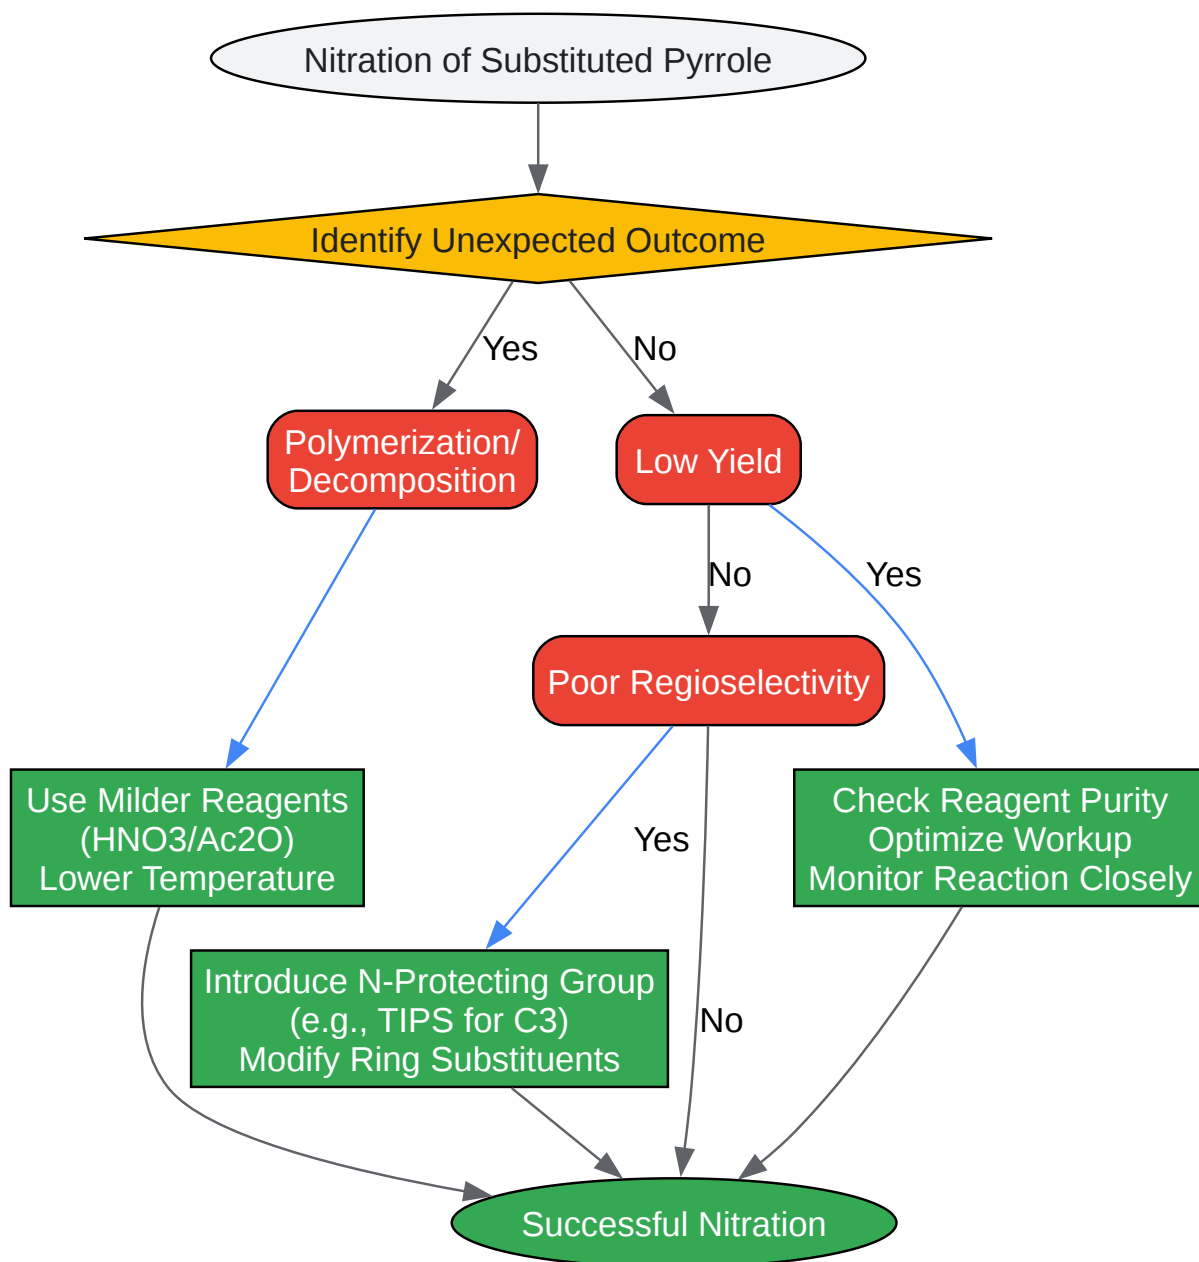 Nitration of Substituted Pyrrole
Identify Unexpected Outcome
Yes
No
Polymerization/
Decomposition
Low Yield
No
Yes
Poor Regioselectivity
Use Milder Reagents
(HNO3/Ac2O)
Lower Temperature
Yes
Check Reagent Purity
Optimize Workup
Monitor Reaction Closely
Introduce N-Protecting Group
(e.g., TIPS for C3)
Modify Ring Substituents
No
Successful Nitration